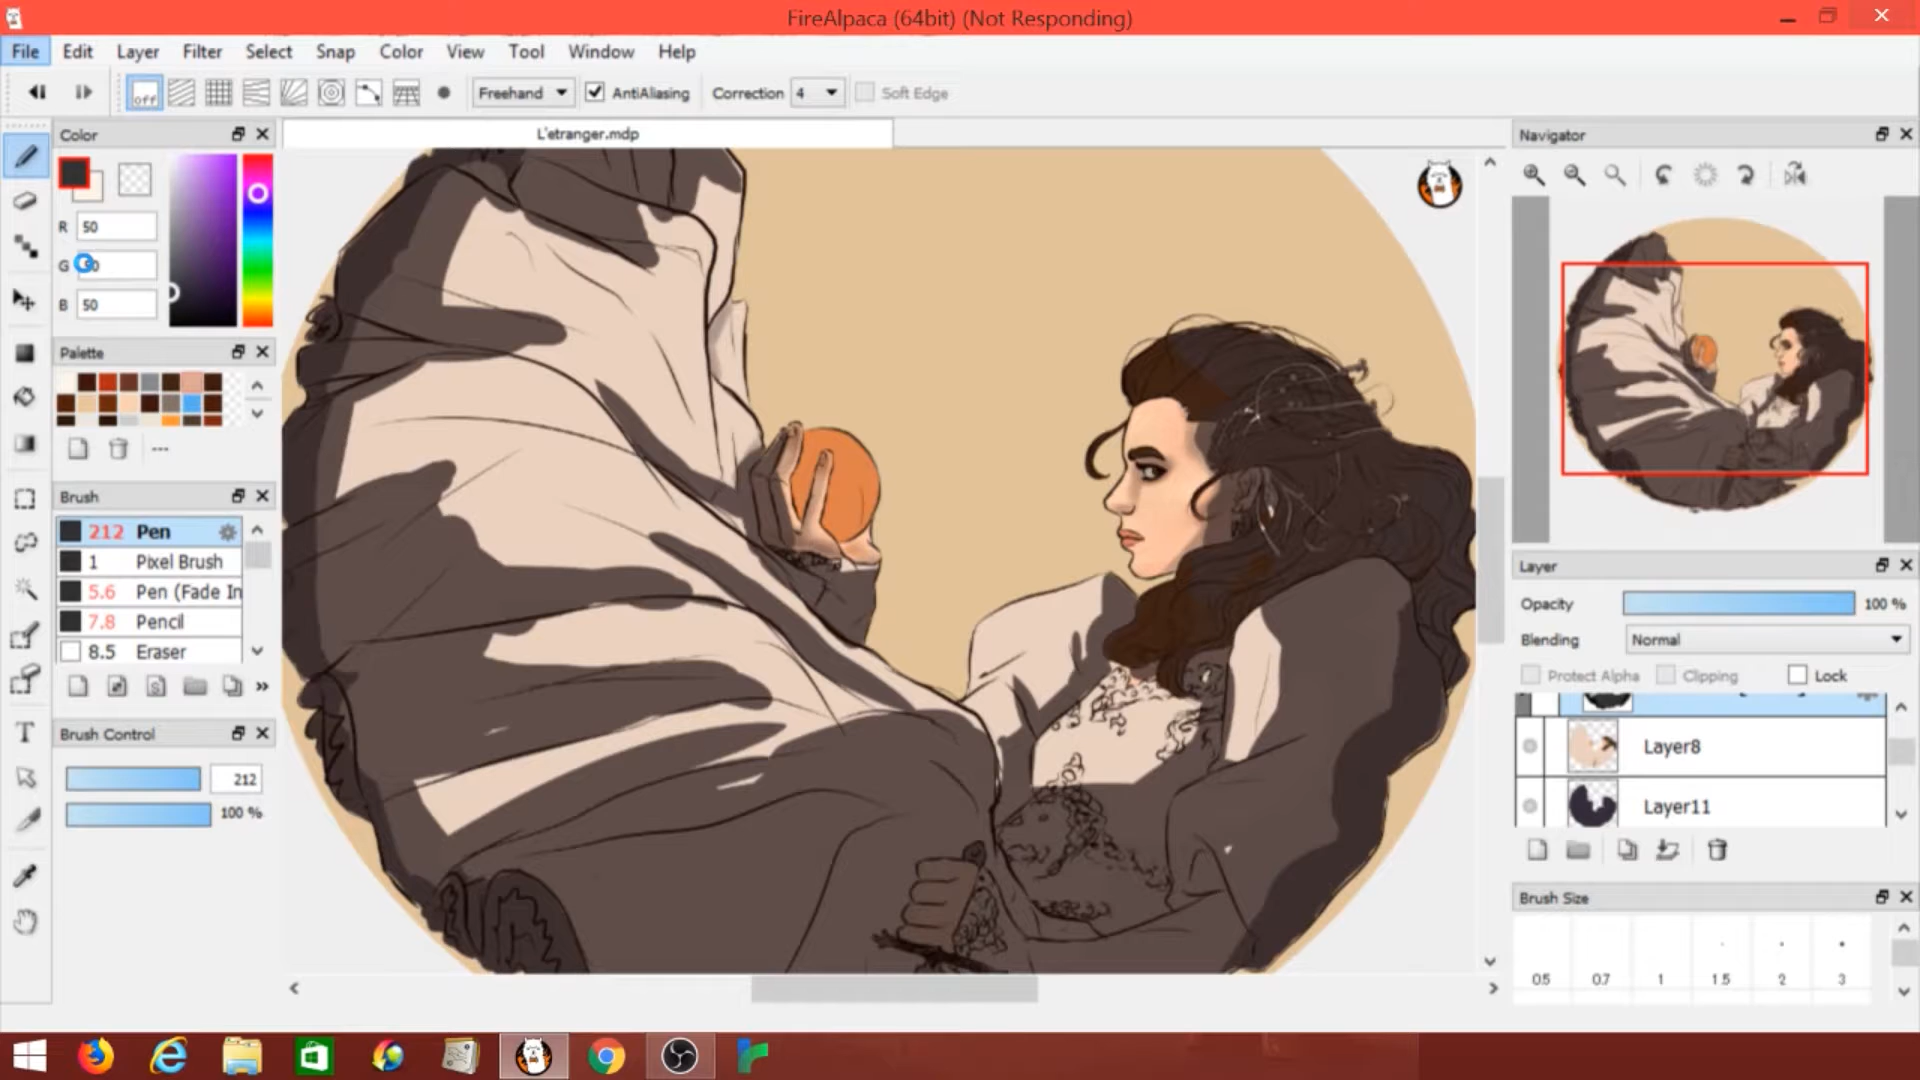 FireAlpaca (64bit) (Not Responding)
File Edit Layer Filter Select Snap Color View Tool Window Help
off Freehand AntiAliasing Correction 4 Soft Edge
Color
L'etranger.mdp
Navigator
R 50
G
B 50
Palette
Brush
212 Pen
1 Pixel Brush
5.6 Pen (Fade In
7.8 Pencil
8.5 Eraser
Brush Control
212
100 %
Layer
Opacity 100 %
Blending Normal
Protect Alpha Clipping Lock
Layer8
Layer11
Brush Size
0.5 0.7 1 1.5 2 3